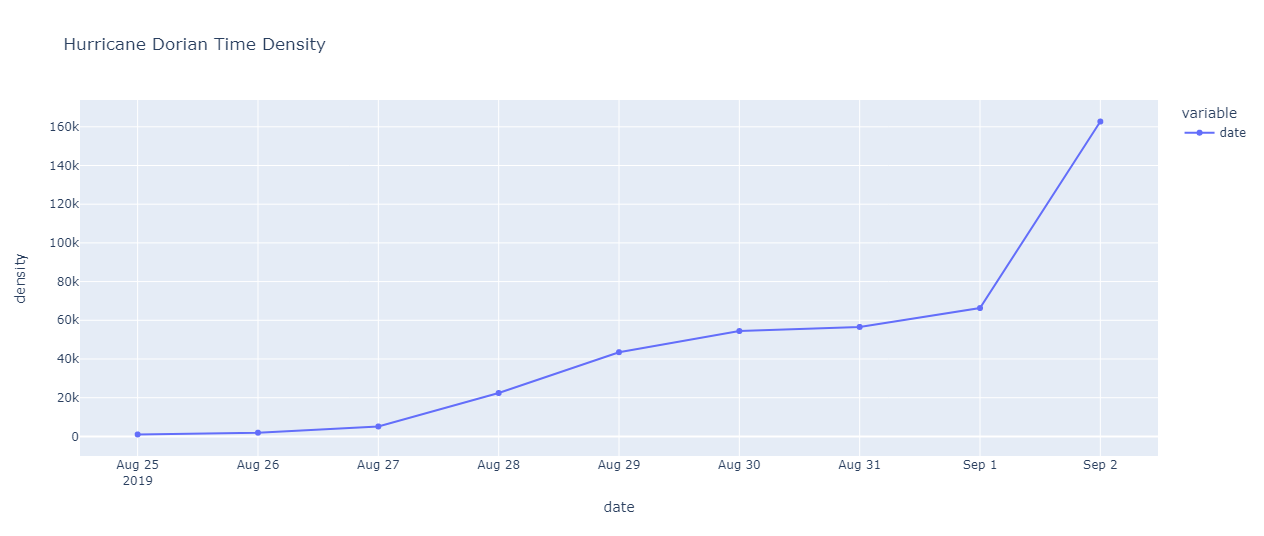 Hurricane Dorian Time Density
variable
date
160k
140k
120k
100k
80k
60k
40k
20k
0
density
Aug 25 Aug 26 Aug 27 Aug 28 Aug 29 Aug 30 Aug 31 Sep 1 Sep 2
2019
date